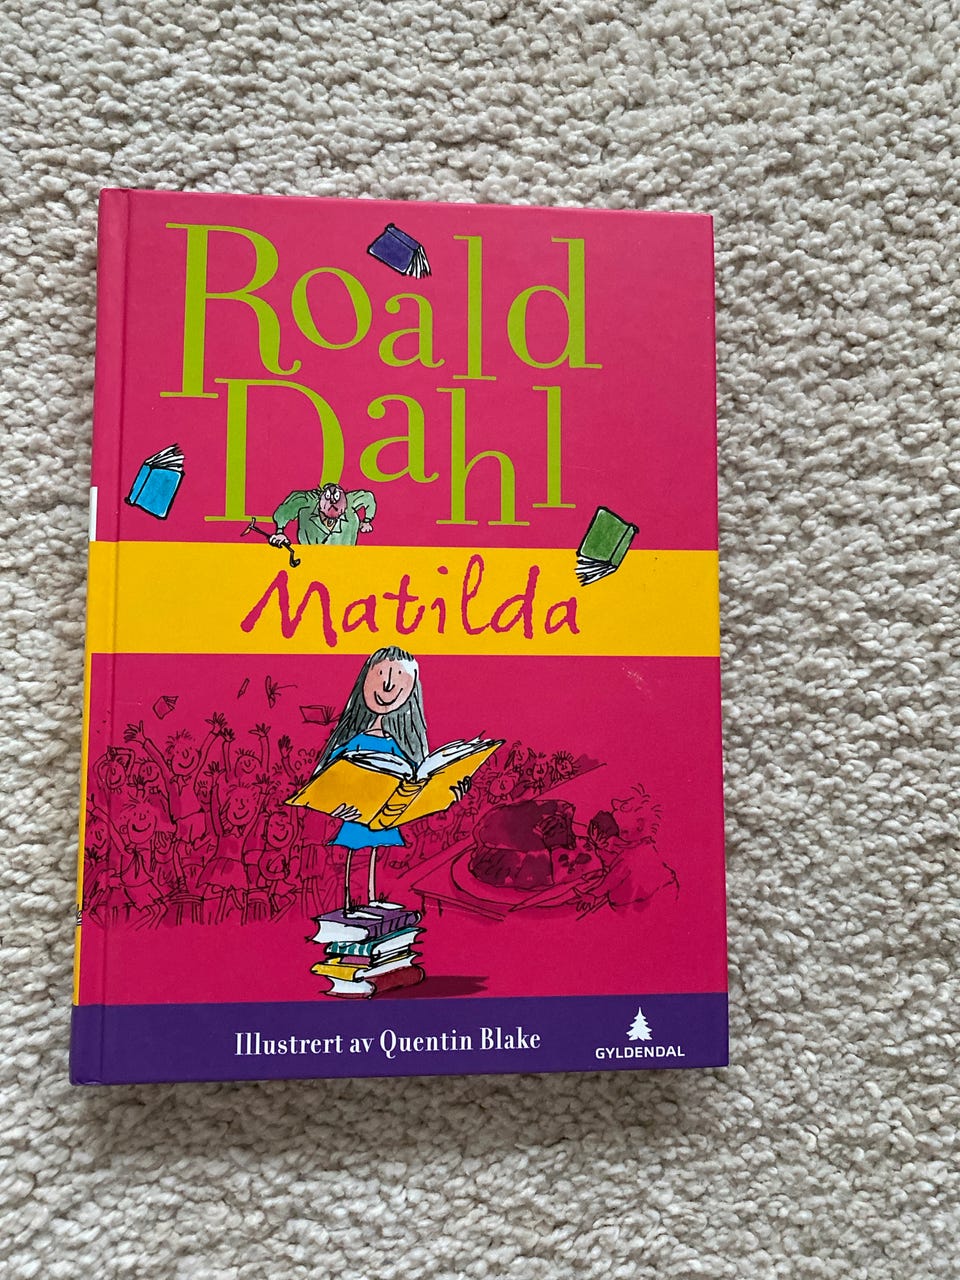 Roald
Dahl
Matilda
Illustrert av Quentin Blake
GYLDENDAL